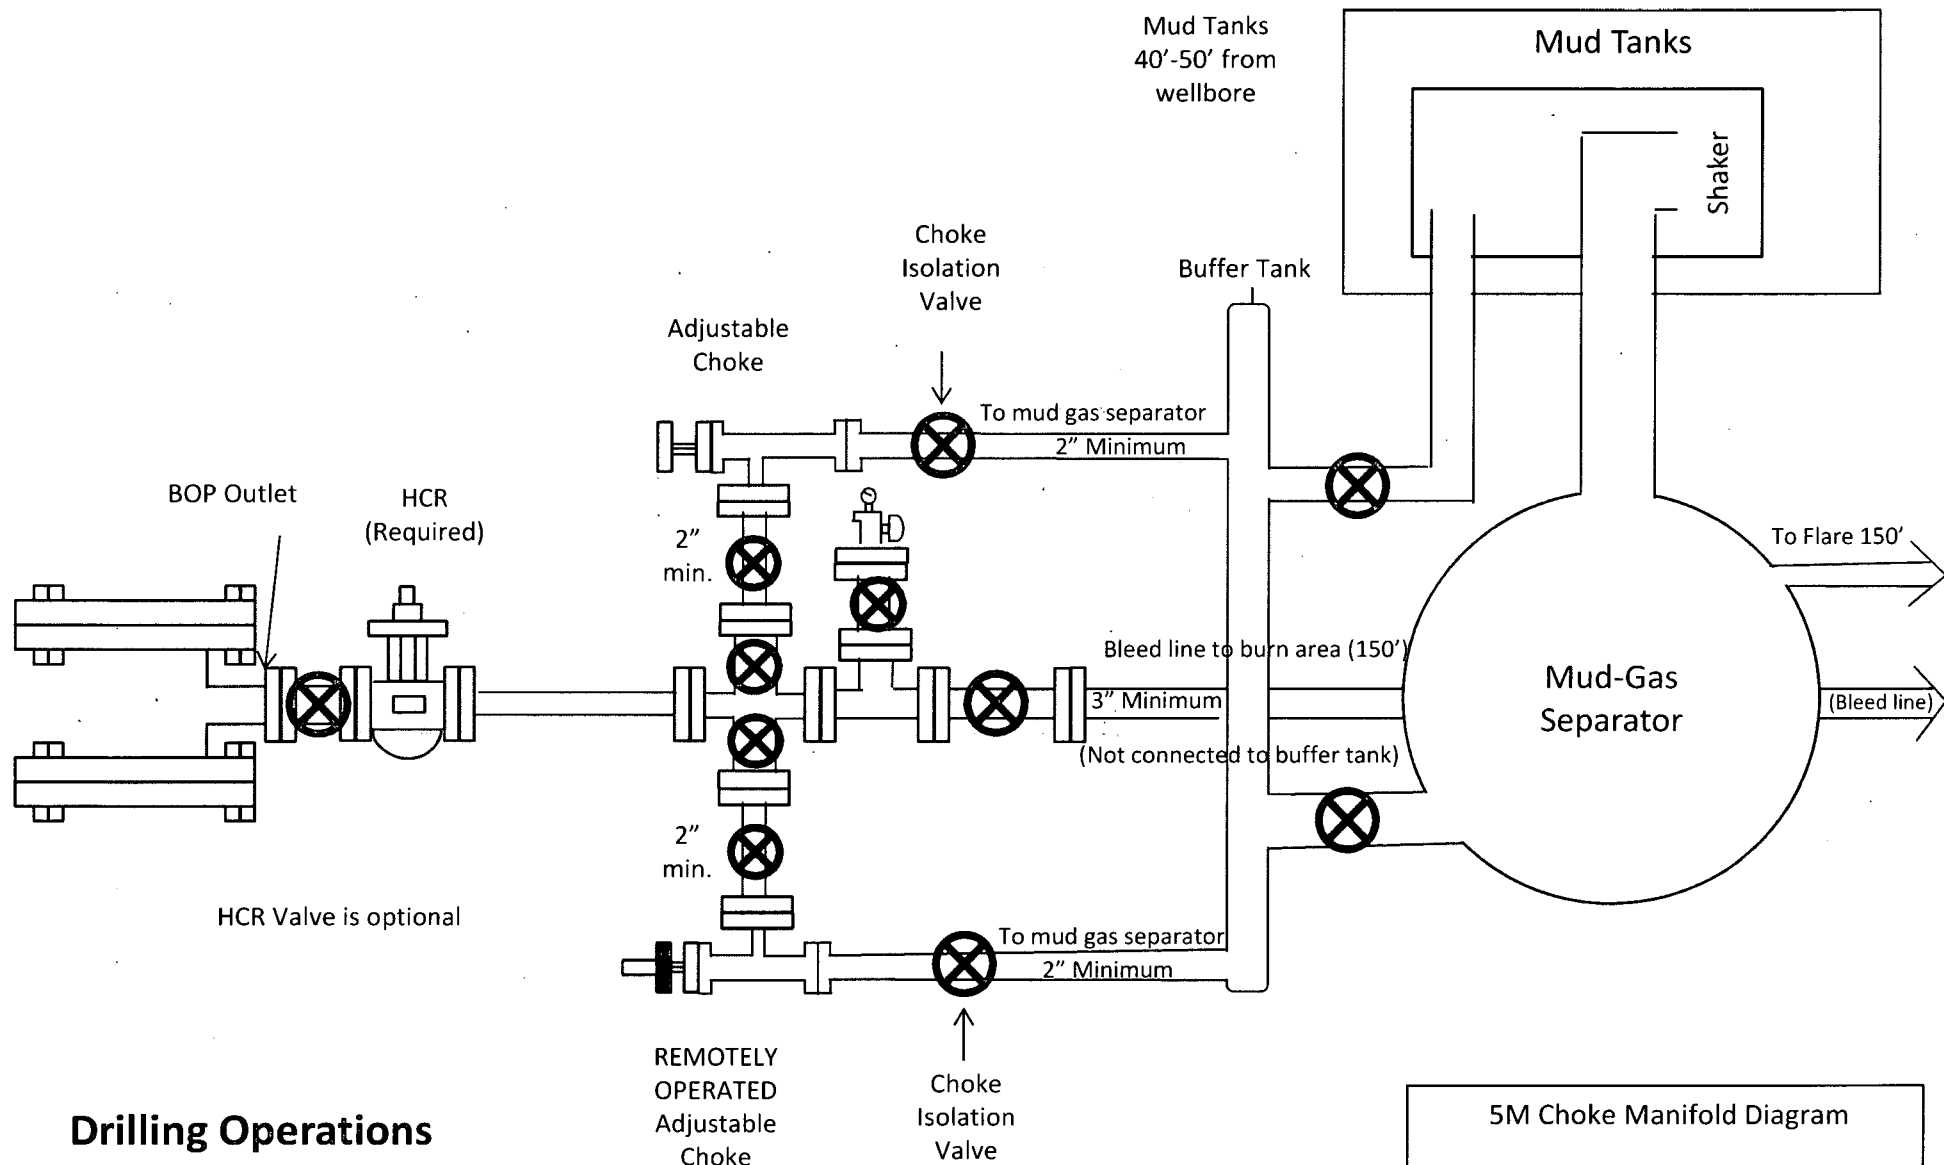 Mud Tanks
40’-50’ from
wellbore
Mud Tanks
Shaker
Choke
Isolation
Valve
Buffer Tank
Adjustable
Choke
To mud gas separator
2” Minimum
BOP Outlet
HCR
(Required)
2”
min.
To Flare 150’
Bleed line to burn area (150’)
3” Minimum
(Not connected to buffer tank)
Mud-Gas
Separator
(Bleed line)
2”
min.
HCR Valve is optional
To mud gas separator
2” Minimum
REMOTELY
OPERATED
Adjustable
Choke
Choke
Isolation
Valve
Drilling Operations
5M Choke Manifold Diagram